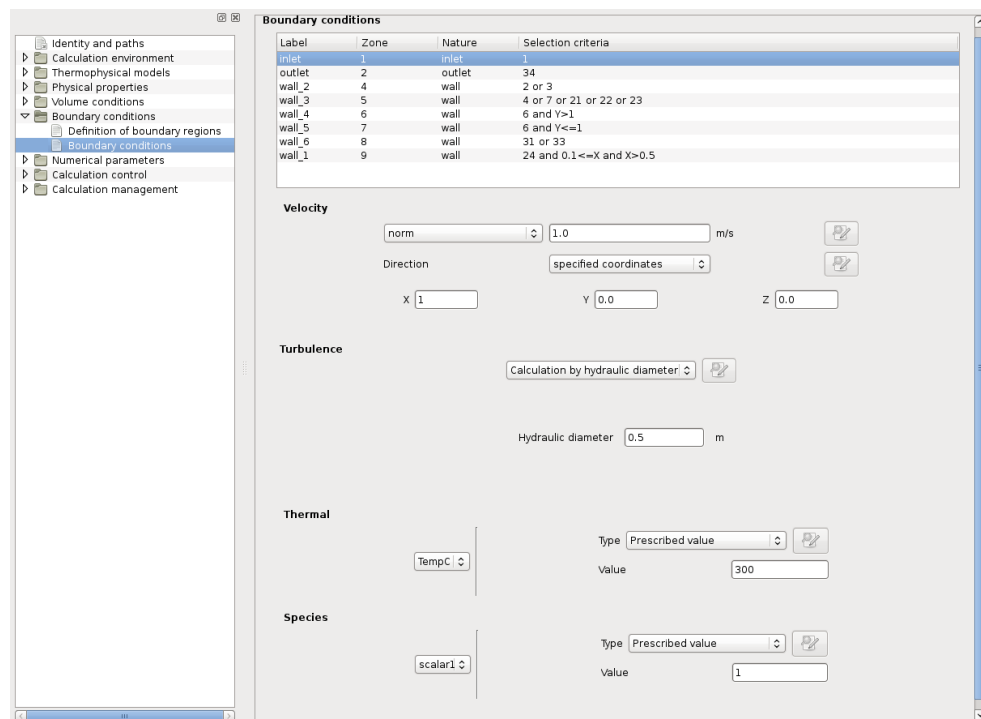 Boundary conditions
Identity and paths
Calculation environment
Thermophysical models
Physical properties
Volume conditions
Boundary conditions
Definition of boundary regions
Boundary conditions
Numerical parameters
Calculation control
Calculation management
Label Zone Nature Selection criteria
inlet 1 inlet 1
outlet 2 outlet 34
wall_2 4 wall 2 or 3
wall_3 5 wall 4 or 7 or 21 or 22 or 23
wall_4 6 wall 6 and Y>1
wall_5 7 wall 6 and Y<=1
wall_6 8 wall 31 or 33
wall_1 9 wall 24 and 0.1<=X and X>0.5
Velocity
norm 1.0 m/s
Direction specified coordinates
X 1 Y 0.0 Z 0.0
Turbulence
Calculation by hydraulic diameter
Hydraulic diameter 0.5 m
Thermal
Type Prescribed value
TempC
Value 300
Species
Type Prescribed value
scalar1
Value 1